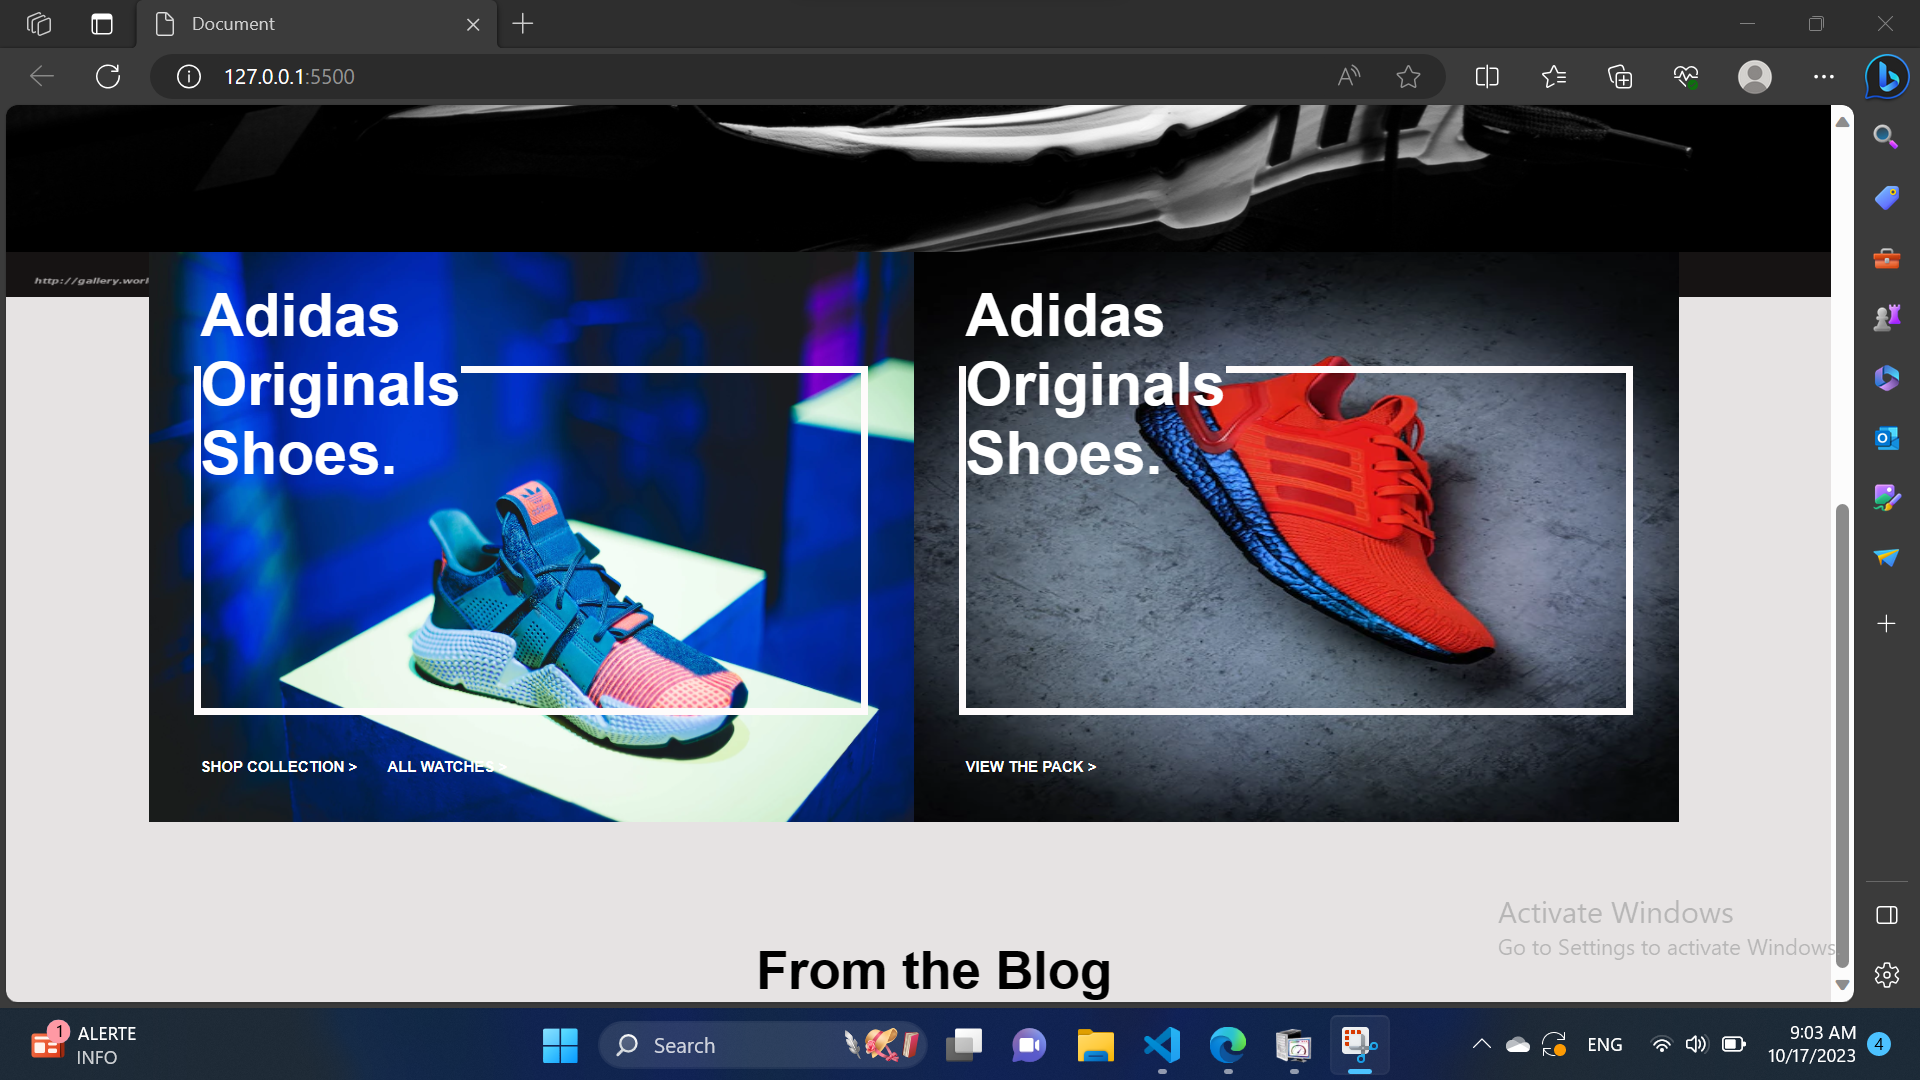 Document
127.0.0.1:5500
http://gallery.worl
Adidas
Originals
Shoes.
SHOP COLLECTION >
ALL WATCHES >
Adidas
Originals
Shoes.
VIEW THE PACK >
From the Blog
Activate Windows
Go to Settings to activate Windows.
1
ALERTE
INFO
Search
ENG
9:03 AM
10/17/2023
4